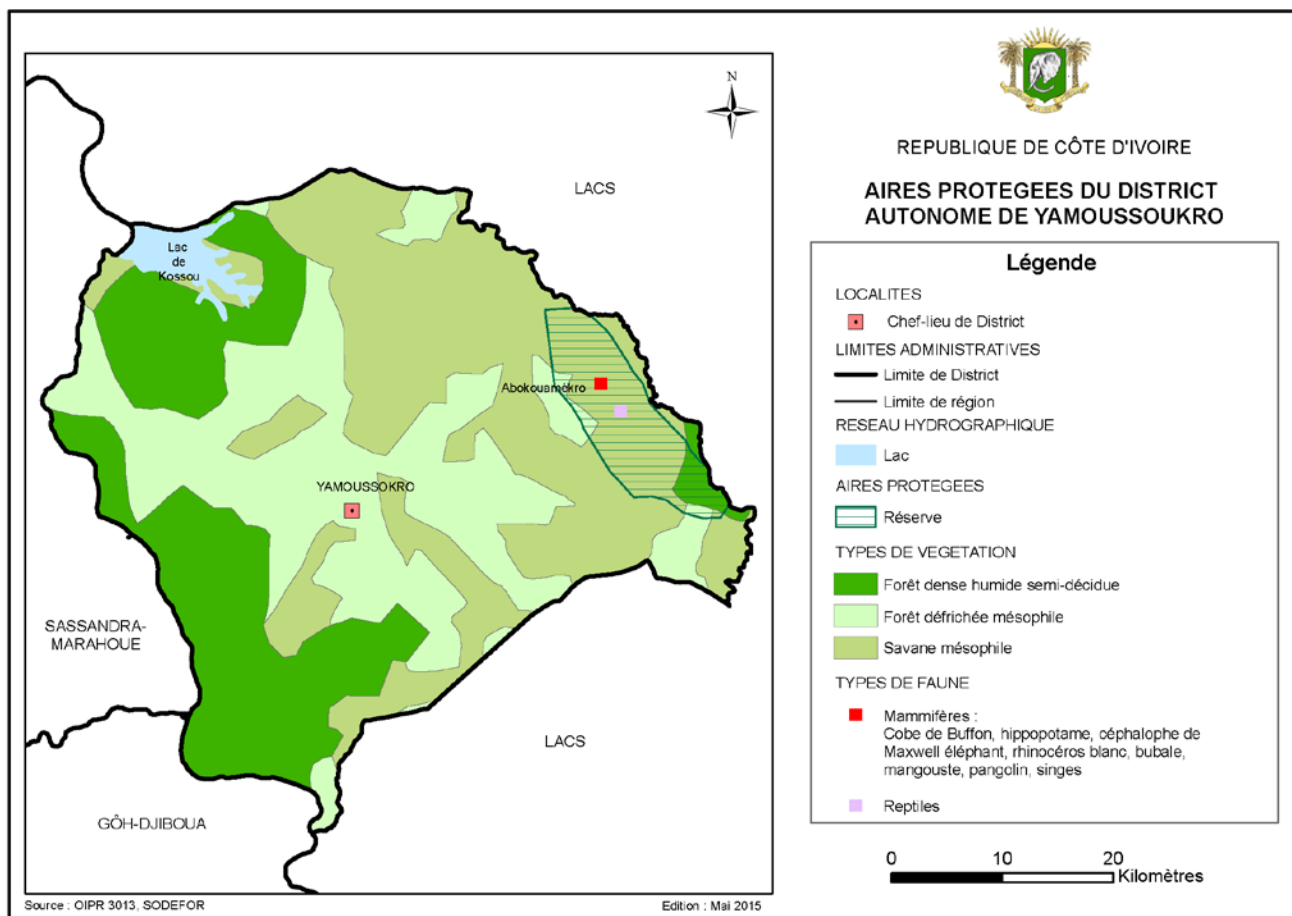 N
LACS
Lac
de
Kossou
Abokouamékro
YAMOUSSOKRO
SASSANDRA-
MARAHOUE
LACS
GÔH-DJIBOUA
Source : OIPR 3013, SODEFOR
Edition : Mai 2015
REPUBLIQUE DE CÔTE D'IVOIRE
AIRES PROTEGEES DU DISTRICT
AUTONOME DE YAMOUSSOUKRO
Légende
LOCALITES
Chef-lieu de District
LIMITES ADMINISTRATIVES
Limite de District
Limite de région
RESEAU HYDROGRAPHIQUE
Lac
AIRES PROTEGEES
Réserve
TYPES DE VEGETATION
Forêt dense humide semi-décidue
Forêt défrichée mésophile
Savane mésophile
TYPES DE FAUNE
Mammifères :
Cobe de Buffon, hippopotame, céphalophe de
Maxwell éléphant, rhinocéros blanc, bubale,
mangouste, pangolin, singes
Reptiles
0 10 20
Kilomètres